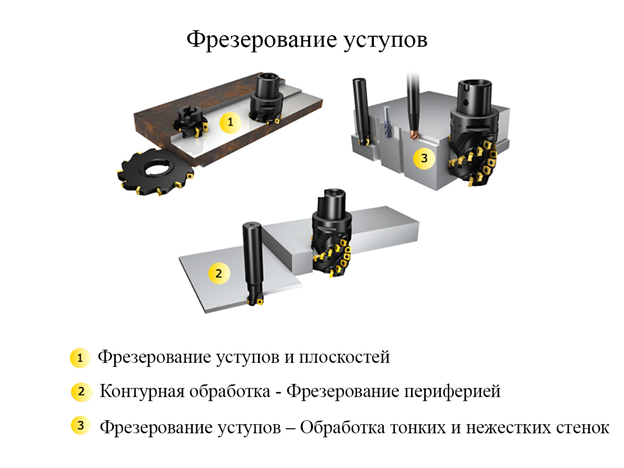 Фрезерование уступов
1
3
2
1 Фрезерование уступов и плоскостей
2 Контурная обработка - Фрезерование периферией
3 Фрезерование уступов – Обработка тонких и нежестких стенок